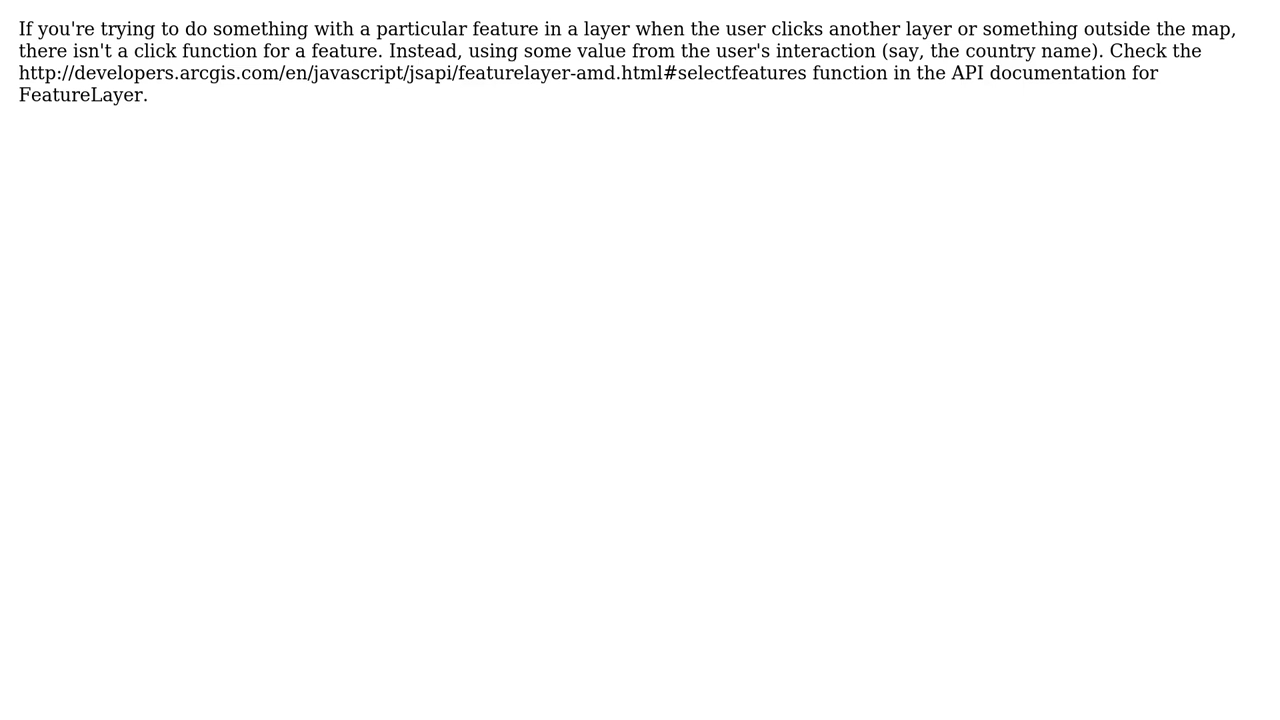 If you're trying to do something with a particular feature in a layer when the user clicks another layer or something outside the map,
there isn't a click function for a feature. Instead, using some value from the user's interaction (say, the country name). Check the
http://developers.arcgis.com/en/javascript/jsapi/featurelayer-amd.html#selectfeatures function in the API documentation for
FeatureLayer.